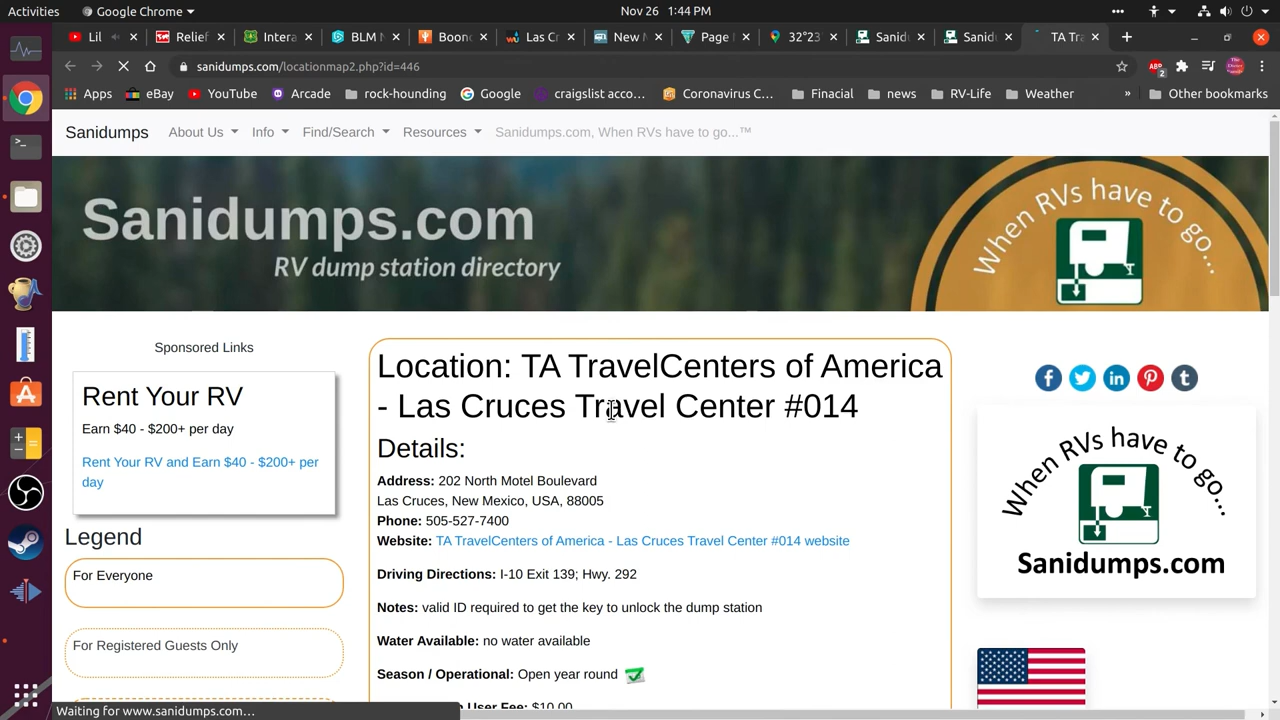 Activities
Google Chrome
Nov 26 1:44 PM
Lil
Relief
Intera
BLM N
Boon
Las Cr
New M
Page
32°23'
Sanid
Sanid
TA Tra
sanidumps.com/locationmap2.php?id=446
ABP
2
Apps
eBay
YouTube
Arcade
rock-hounding
Google
craigslist acco...
Coronavirus C...
Finacial
news
RV-Life
Weather
»
Other bookmarks
Sanidumps
About Us
Info
Find/Search
Resources
Sanidumps.com, When RVs have to go...™
Sanidumps.com
RV dump station directory
When RVs have to go...
Sponsored Links
Rent Your RV
Earn $40 - $200+ per day
Rent Your RV and Earn $40 - $200+ per
day
Legend
For Everyone
For Registered Guests Only
Location: TA TravelCenters of America
- Las Cruces Travel Center #014
Details:
Address: 202 North Motel Boulevard
Las Cruces, New Mexico, USA, 88005
Phone: 505-527-7400
Website: TA TravelCenters of America - Las Cruces Travel Center #014 website
Driving Directions: I-10 Exit 139; Hwy. 292
Notes: valid ID required to get the key to unlock the dump station
Water Available: no water available
Season / Operational: Open year round
User Fee: $10.00
When RVs have to go...
Sanidumps.com
Waiting for www.sanidumps.com...